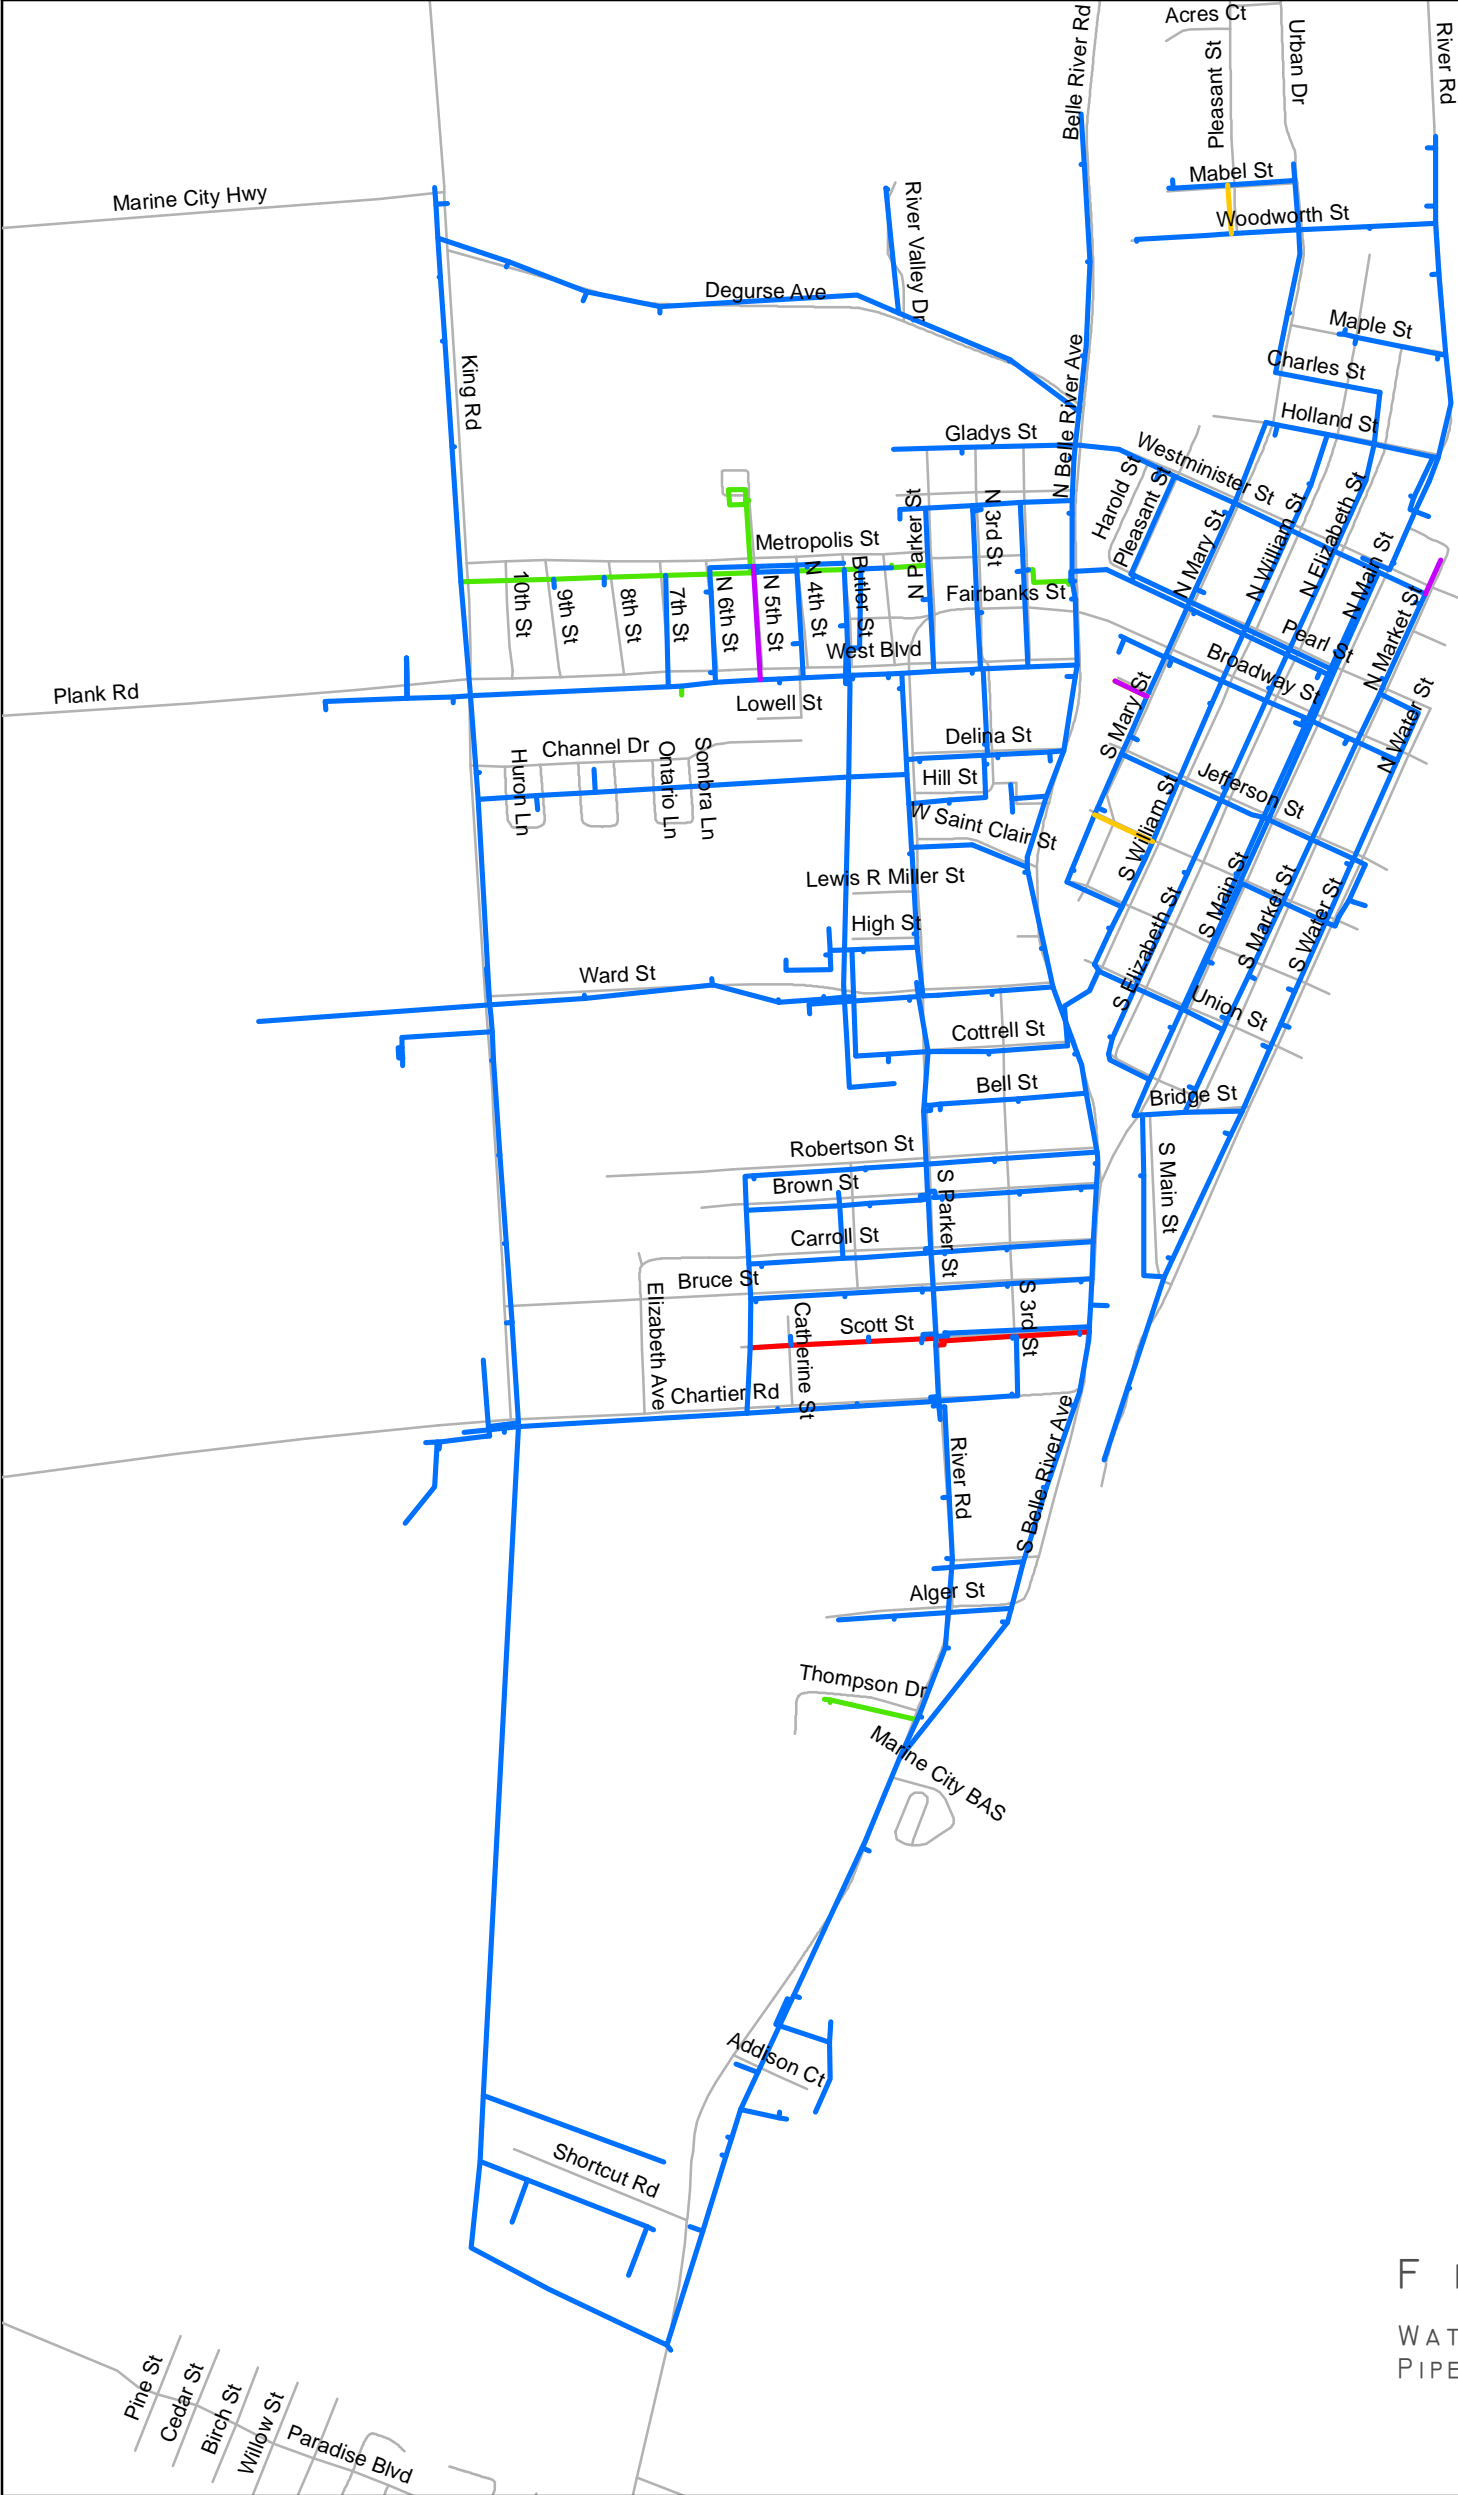 Acres Ct
Belle River Rd
Pleasant St
Urban Dr
River Rd
Mabel St
Marine City Hwy
Woodworth St
River Valley Dr
Degurse Ave
Maple St
King Rd
N Belle River Ave
Charles St
Holland St
Gladys St
Westminister St
Harold St
Pleasant St
N Mary St
N William St
N Elizabeth St
N Main St
N Market St
Metropolis St
N Parker St
N 3rd St
10th St
9th St
8th St
7th St
N 6th St
N 5th St
N 4th St
Butler St
Fairbanks St
West Blvd
Pearl St
Broadway St
Plank Rd
Lowell St
S Mary St
N Water St
Huron Ln
Channel Dr
Ontario Ln
Sombra Ln
Delina St
Hill St
W Saint Clair St
Jefferson St
S William St
Lewis R Miller St
High St
S Elizabeth St
S Main St
S Market St
S Water St
Ward St
Union St
Cottrell St
Bell St
Bridge St
Robertson St
S Main St
Brown St
S Parker St
Carroll St
Bruce St
Elizabeth Ave
Catherine St
Scott St
S 3rd St
Chartier Rd
River Rd
S Belle River Ave
Alger St
Thompson Dr
Marine City BAS
Addison Ct
Shortcut Rd
F
WAT
PIPE
Pine St
Cedar St
Birch St
Willow St
Paradise Blvd